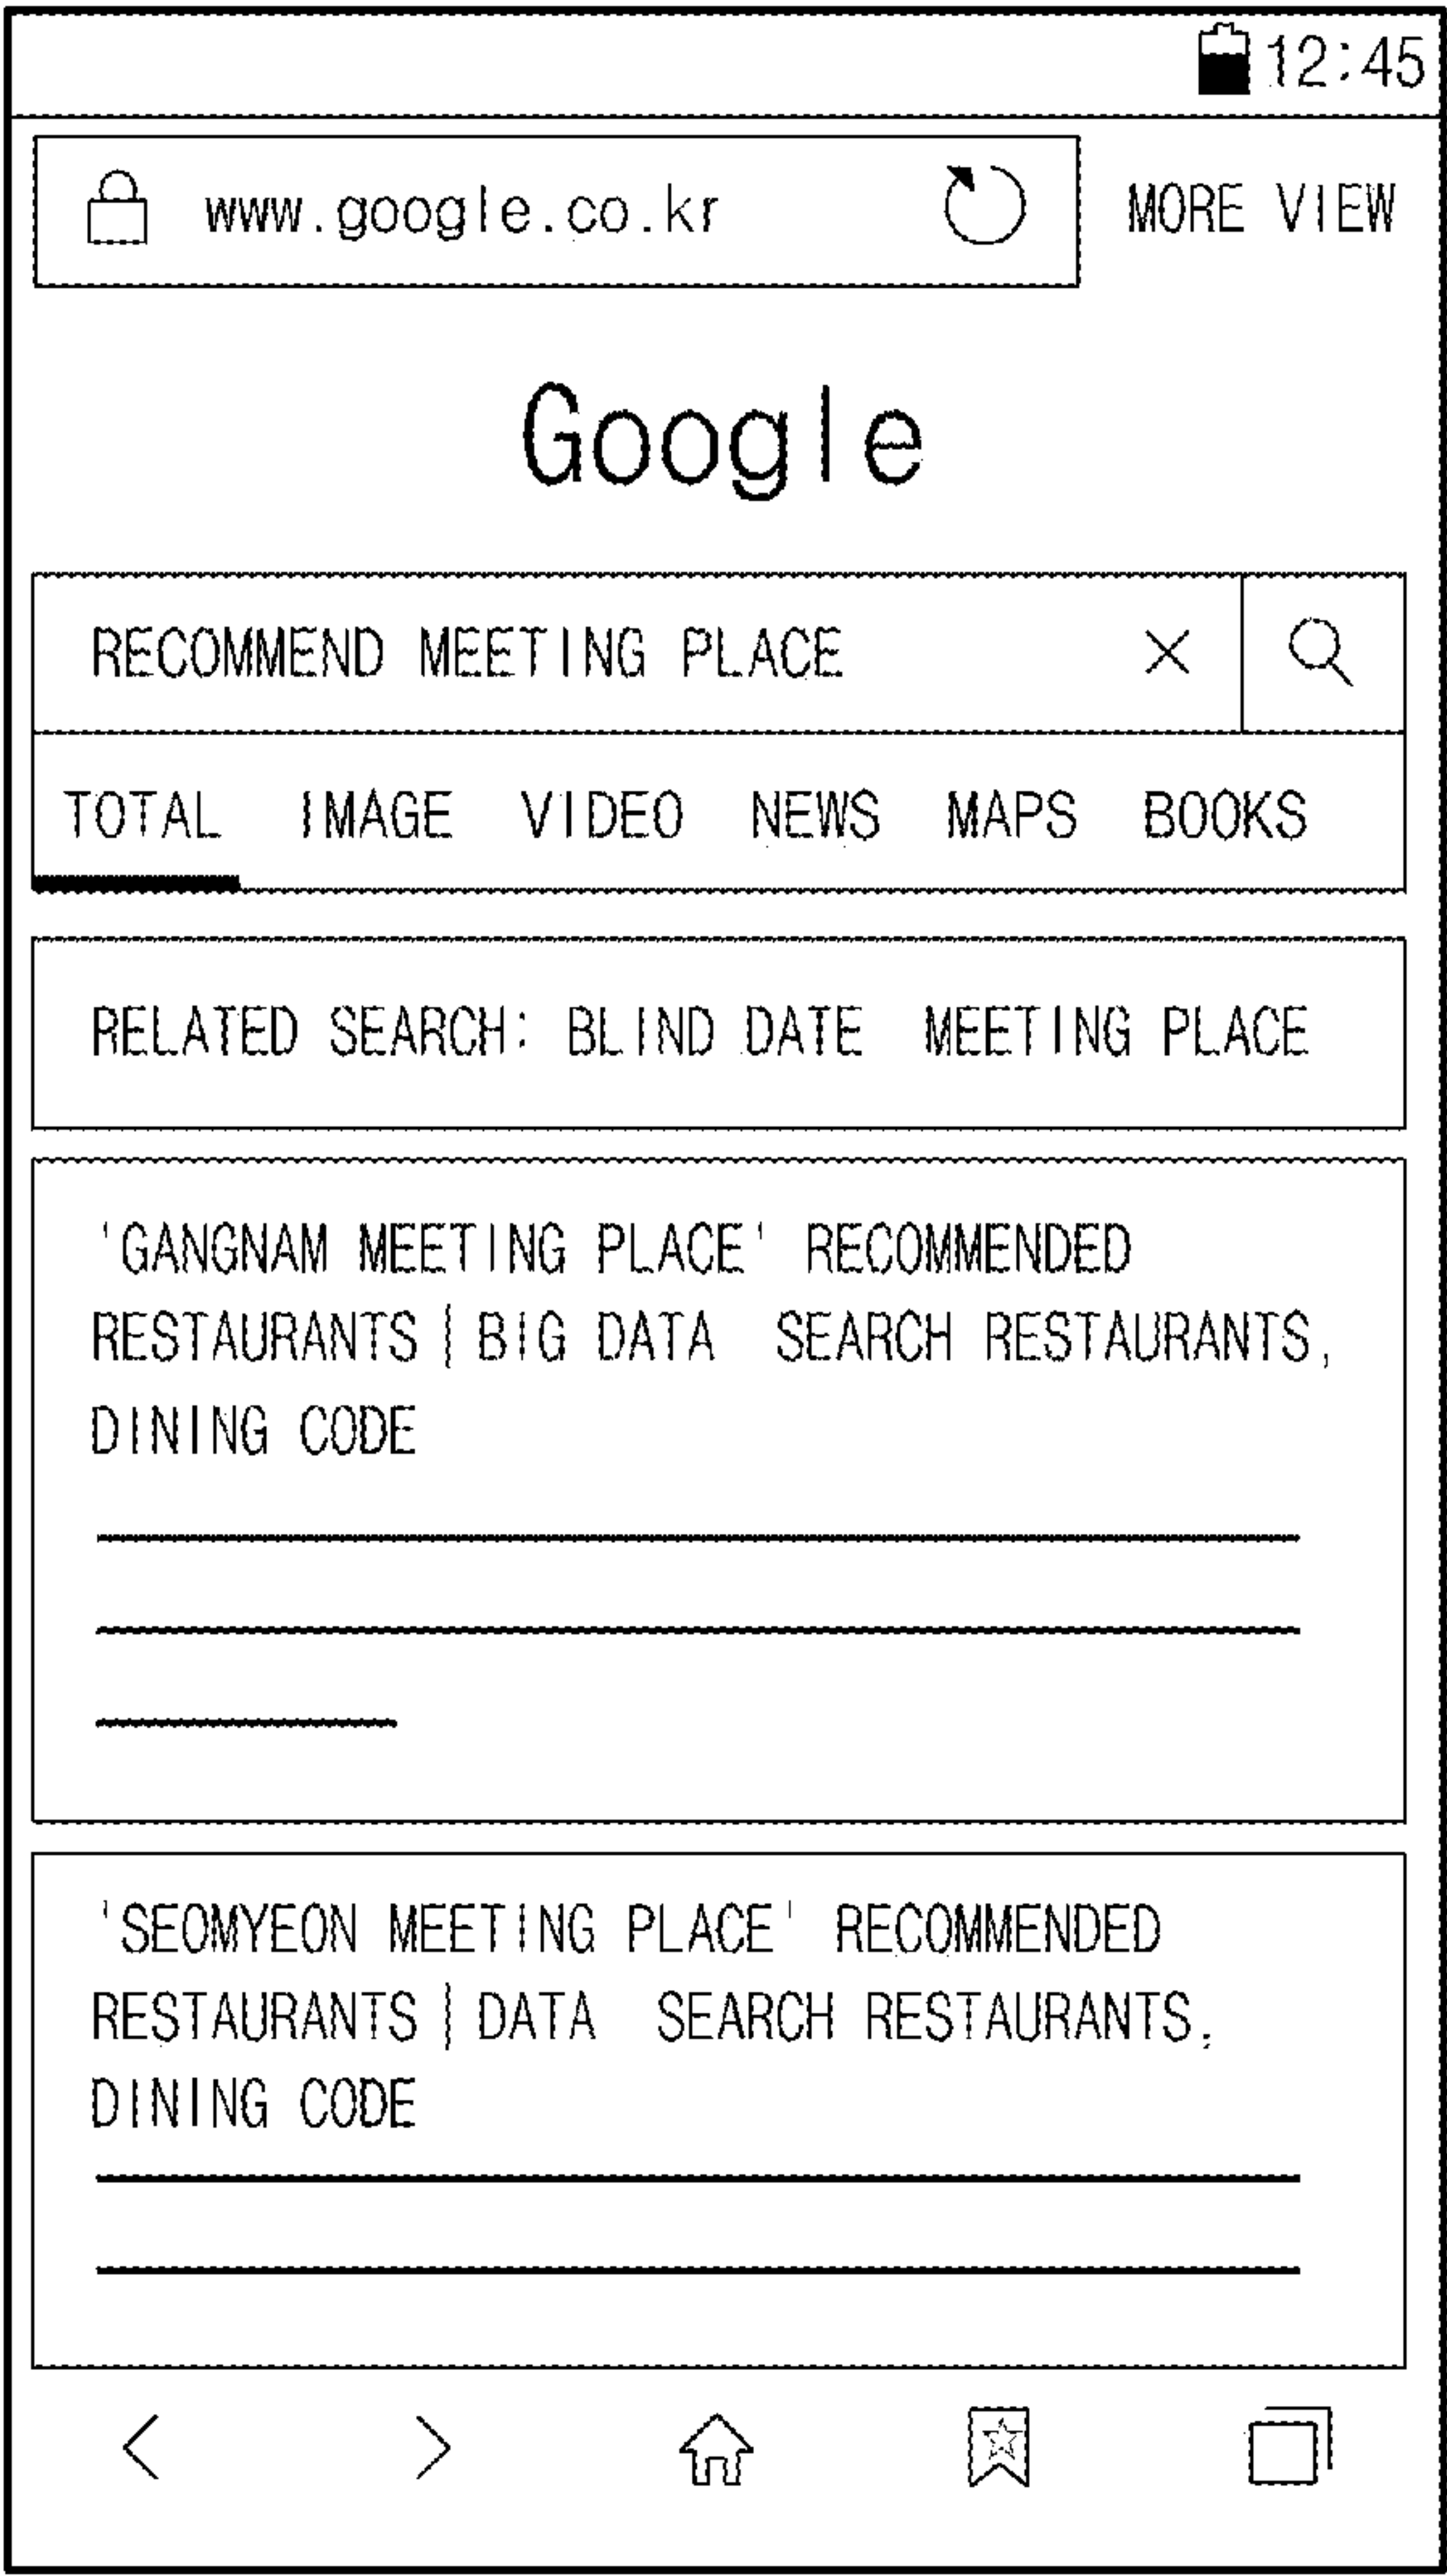 12:45
www.google.co.kr MORE VIEW
Google
RECOMMEND MEETING PLACE
TOTAL IMAGE VIDEO NEWS MAPS BOOKS
RELATED SEARCH: BLIND DATE MEETING PLACE
'GANGNAM MEETING PLACE' RECOMMENDED
RESTAURANTS | BIG DATA SEARCH RESTAURANTS,
DINING CODE
'SEOMYEON MEETING PLACE' RECOMMENDED
RESTAURANTS | DATA SEARCH RESTAURANTS,
DINING CODE